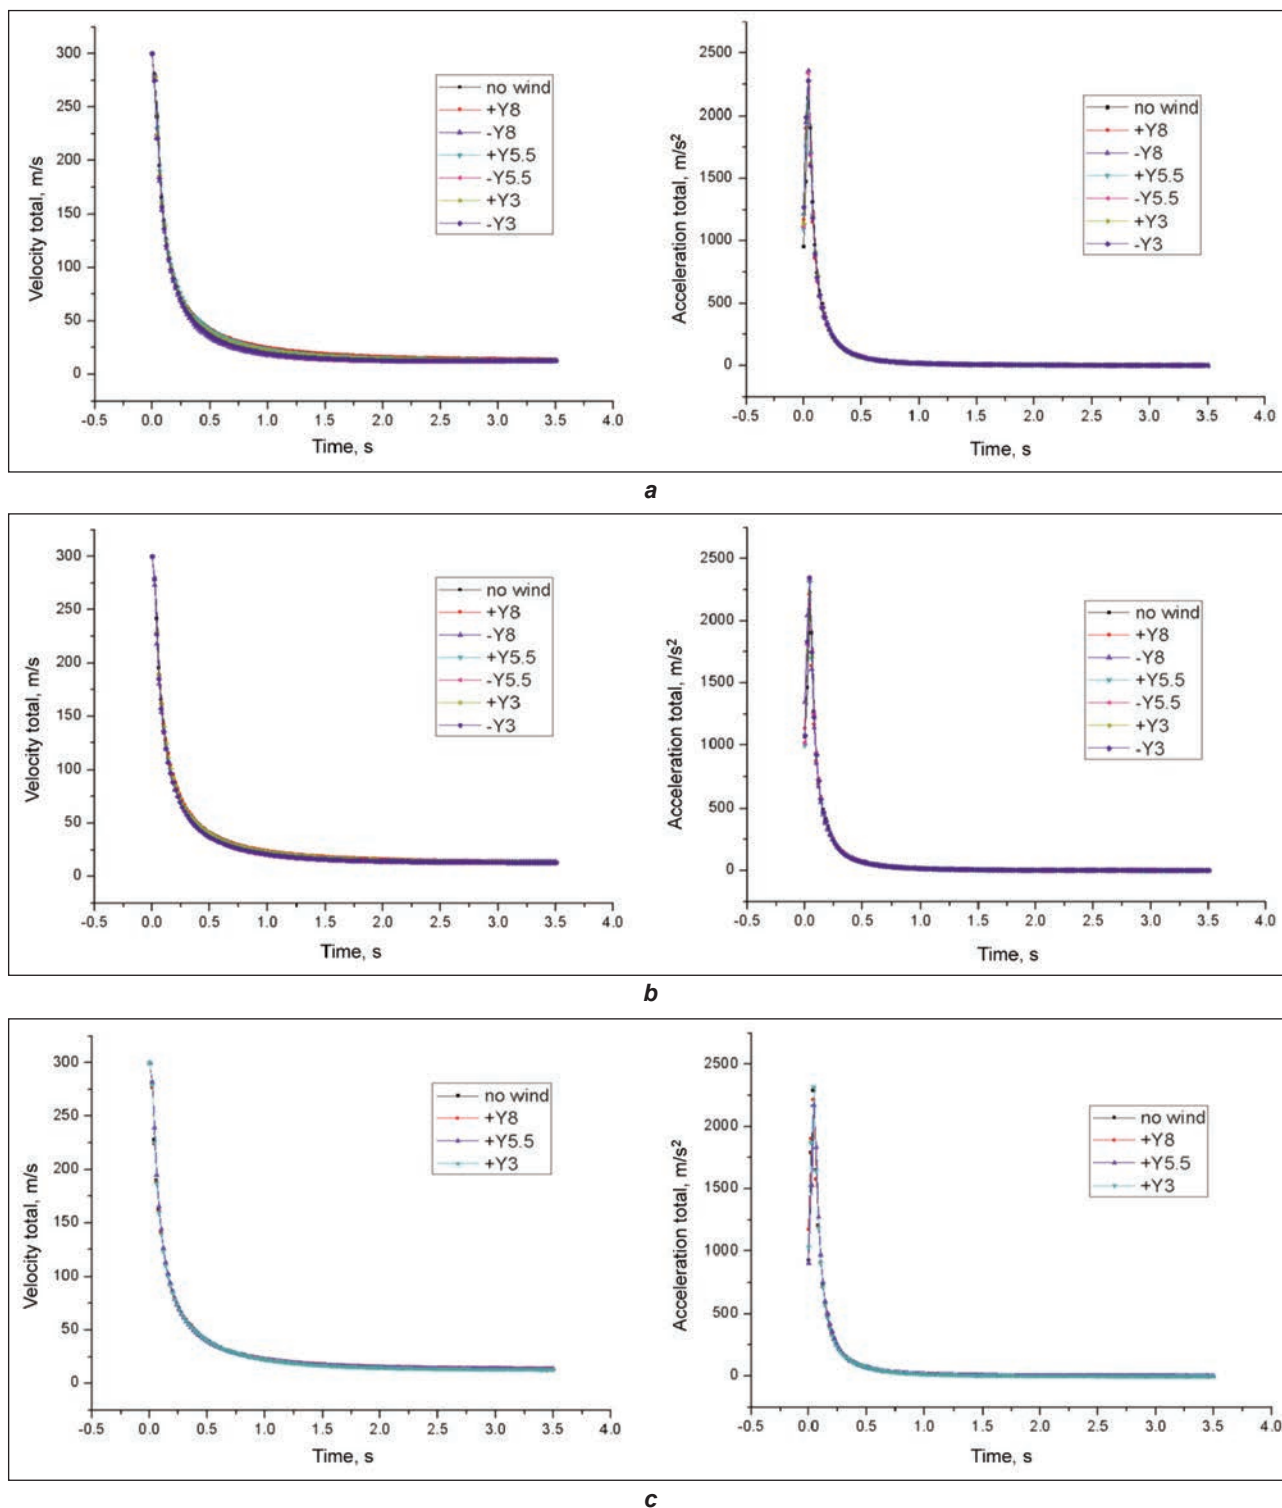 300
250
200
150
100
50
0
Velocity total, m/s
no wind
+Y8
-Y8
+Y5.5
-Y5.5
+Y3
-Y3
-0.5 0.0 0.5 1.0 1.5 2.0 2.5 3.0 3.5 4.0
Time, s
2500
2000
1500
1000
500
0
Acceleration total, m/s²
no wind
+Y8
-Y8
+Y5.5
-Y5.5
+Y3
-Y3
-0.5 0.0 0.5 1.0 1.5 2.0 2.5 3.0 3.5 4.0
Time, s
a
300
250
200
150
100
50
0
Velocity total, m/s
no wind
+Y8
-Y8
+Y5.5
-Y5.5
+Y3
-Y3
-0.5 0.0 0.5 1.0 1.5 2.0 2.5 3.0 3.5 4.0
Time, s
2500
2000
1500
1000
500
0
Acceleration total, m/s²
no wind
+Y8
-Y8
+Y5.5
-Y5.5
+Y3
-Y3
-0.5 0.0 0.5 1.0 1.5 2.0 2.5 3.0 3.5 4.0
Time, s
b
300
250
200
150
100
50
0
Velocity total, m/s
no wind
+Y8
+Y5.5
+Y3
-0.5 0.0 0.5 1.0 1.5 2.0 2.5 3.0 3.5 4.0
Time, s
2500
2000
1500
1000
500
0
Acceleration total, m/s²
no wind
+Y8
+Y5.5
+Y3
-0.5 0.0 0.5 1.0 1.5 2.0 2.5 3.0 3.5 4.0
Time, s
c